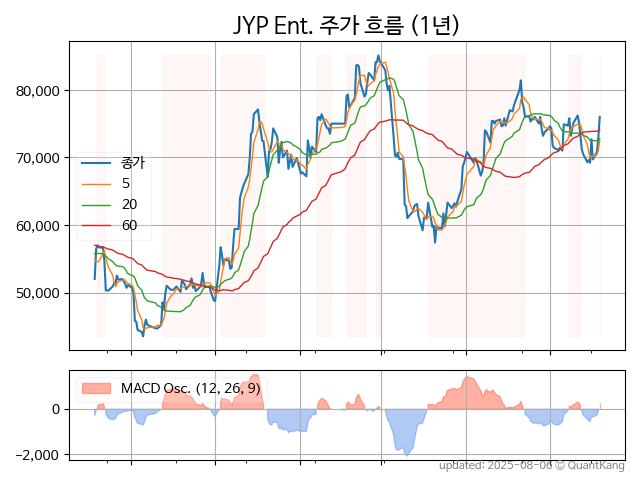 JYP Ent. 주가 흐름 (1년)
80,000
70,000
60,000
50,000
종가
5
20
60
MACD Osc. (12, 26, 9)
0
−2,000
updated: 2025-08-06 © QuantKang